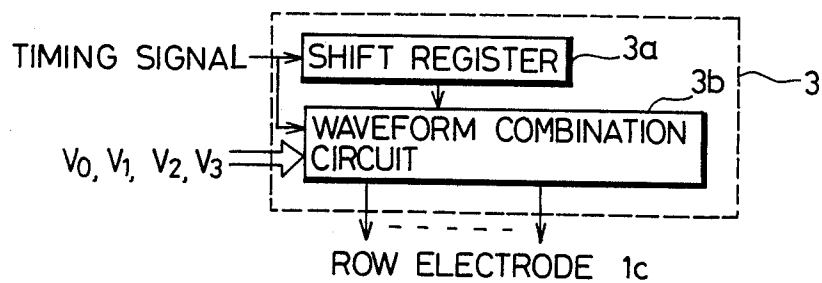 TIMING SIGNAL
SHIFT REGISTER
3a
3b
3
WAVEFORM COMBINATION
CIRCUIT
V0, V1, V2, V3
ROW ELECTRODE 1c